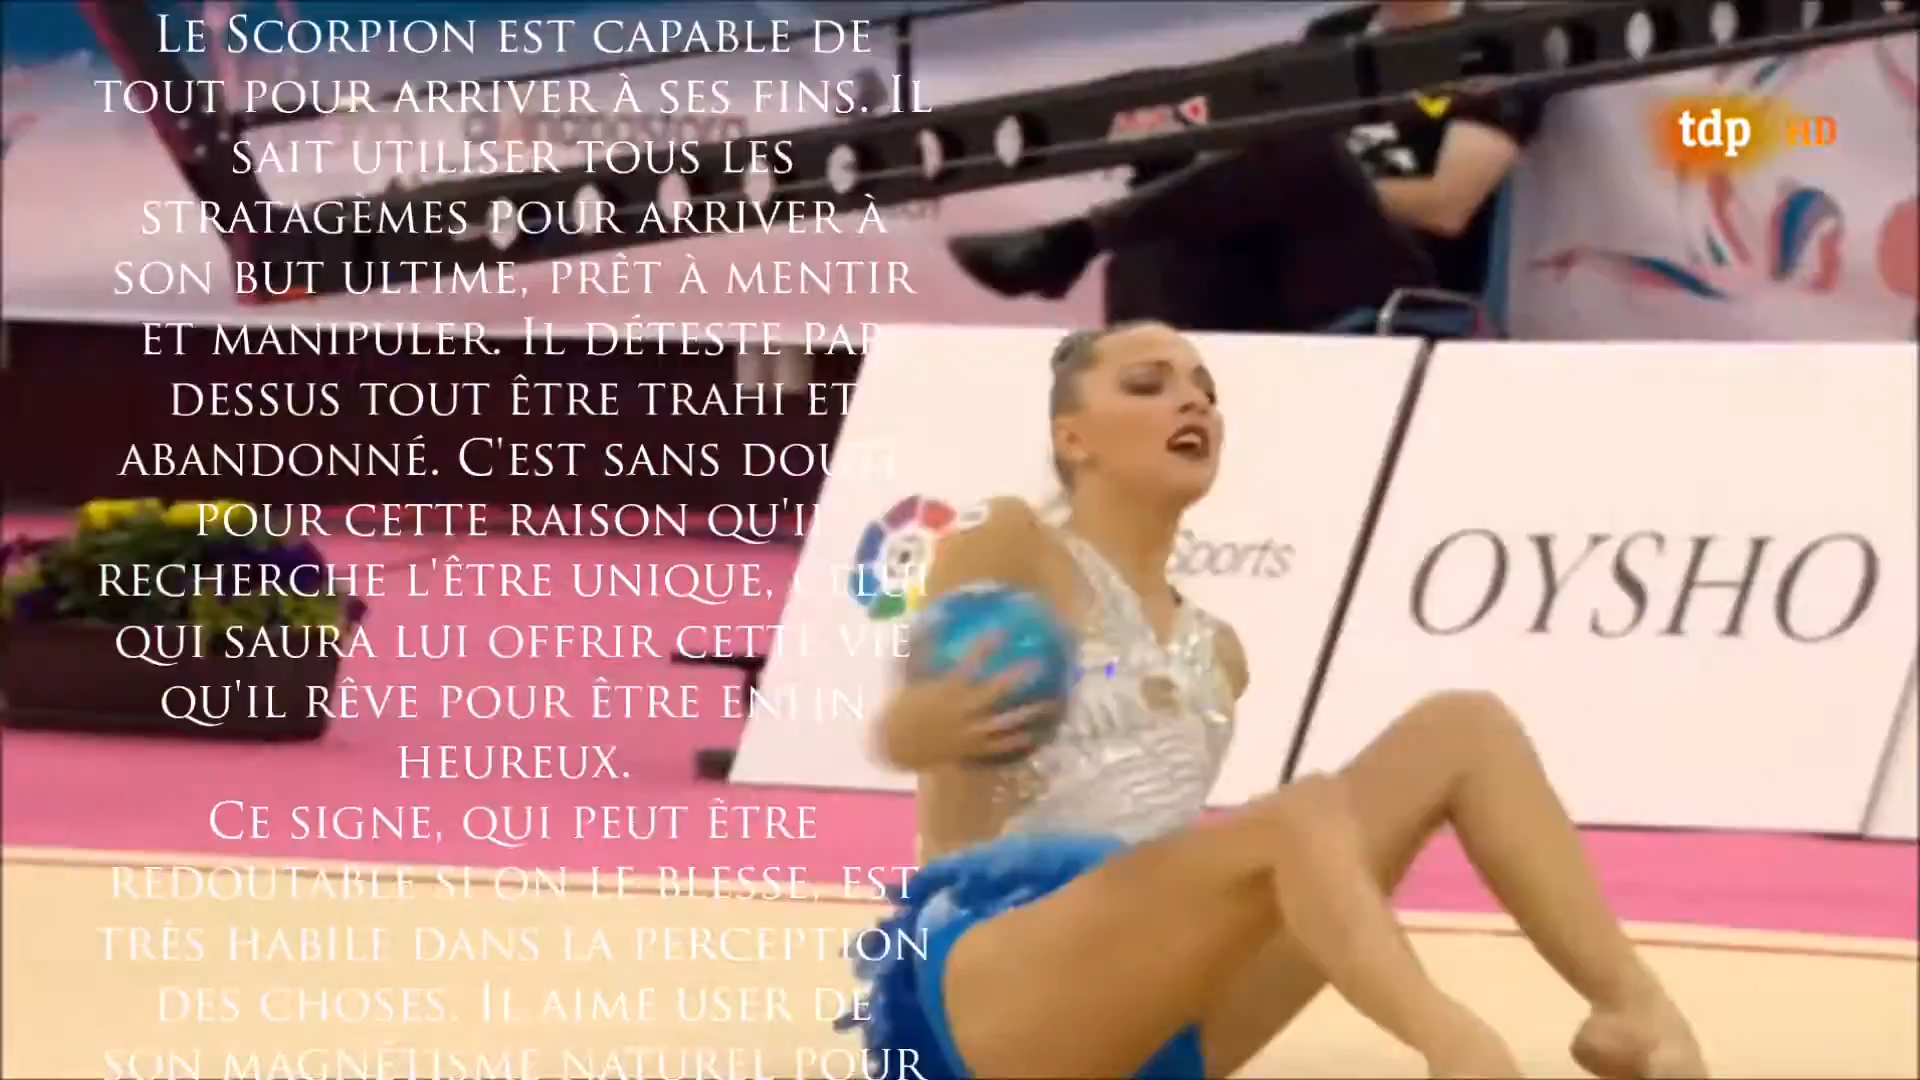 Le Scorpion est capable de
tout pour arriver à ses fins. Il
sait utiliser tous les
stratagèmes pour arriver à
son but ultime, prêt à mentir
et manipuler. Il déteste par
dessus tout être trahi et
abandonné. C'est sans doute
pour cette raison qu'il
recherche l'être unique, celui
qui saura lui offrir cette vie
qu'il rêve pour être enfin
heureux.
Ce signe, qui peut être
redoutable si on le blesse, est
très habile dans la perception
des choses. Il aime user de
son magnétisme naturel pour
tdp HD
Sports
OYSHO